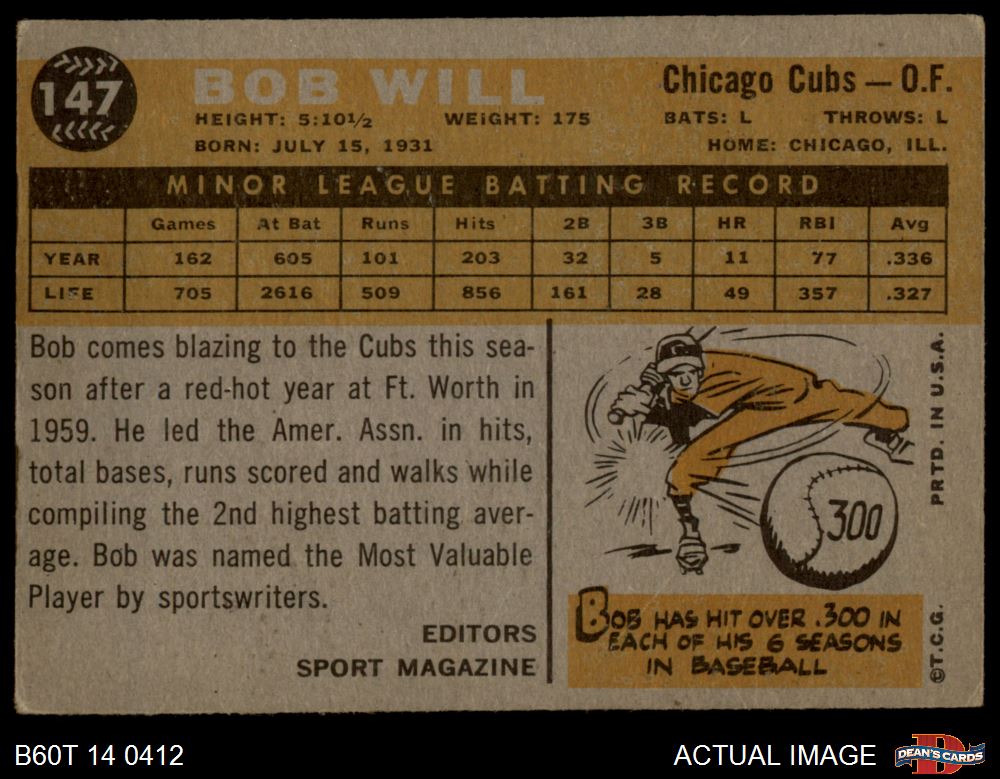 147
BOB WILL
Chicago Cubs — O.F.
HEIGHT: 5:10½ WEIGHT: 175 BATS: L THROWS: L
BORN: JULY 15, 1931 HOME: CHICAGO, ILL.
MINOR LEAGUE BATTING RECORD
Games At Bat Runs Hits 2B 3B HR RBI Avg
YEAR 162 605 101 203 32 5 11 77 .336
LIFE 705 2616 509 856 161 28 49 357 .327
Bob comes blazing to the Cubs this sea-
son after a red-hot year at Ft. Worth in
1959. He led the Amer. Assn. in hits,
total bases, runs scored and walks while
compiling the 2nd highest batting aver-
age. Bob was named the Most Valuable
Player by sportswriters.
EDITORS
SPORT MAGAZINE
C
300
BOB HAS HIT OVER .300 IN
EACH OF HIS 6 SEASONS
IN BASEBALL
PRTD. IN U.S.A.
©T.C.G.
B60T 14 0412
ACTUAL IMAGE
D
DEAN'S CARDS